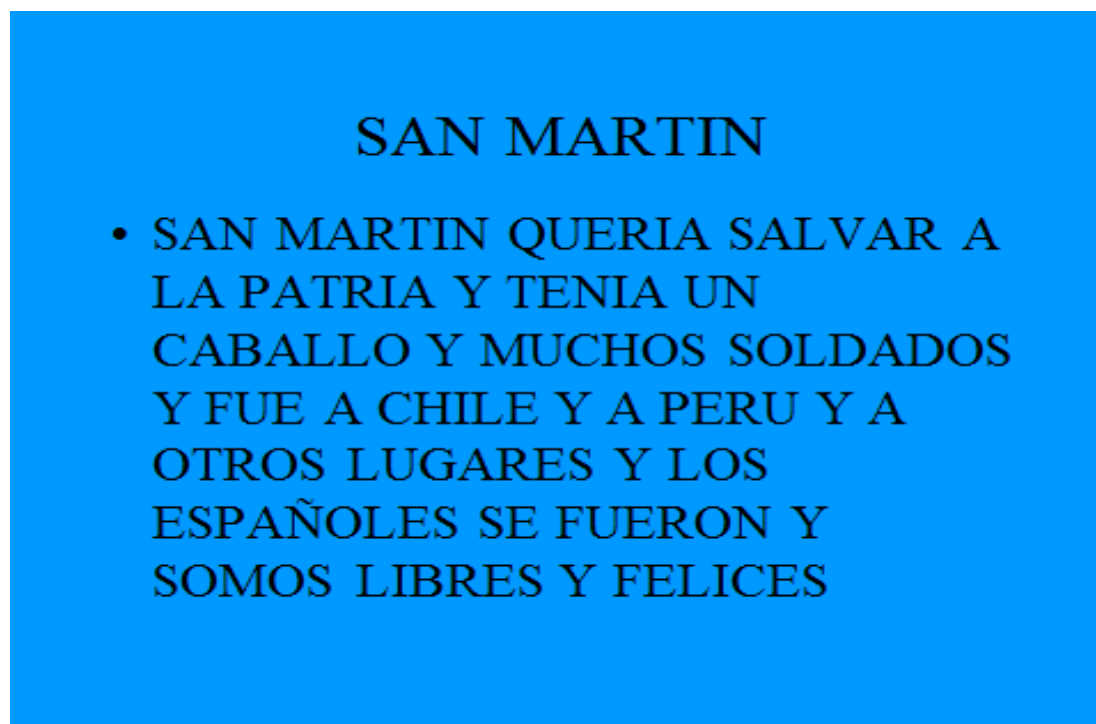 SAN MARTIN
• SAN MARTIN QUERIA SALVAR A
LA PATRIA Y TENIA UN
CABALLO Y MUCHOS SOLDADOS
Y FUE A CHILE Y A PERU Y A
OTROS LUGARES Y LOS
ESPAÑOLES SE FUERON Y
SOMOS LIBRES Y FELICES